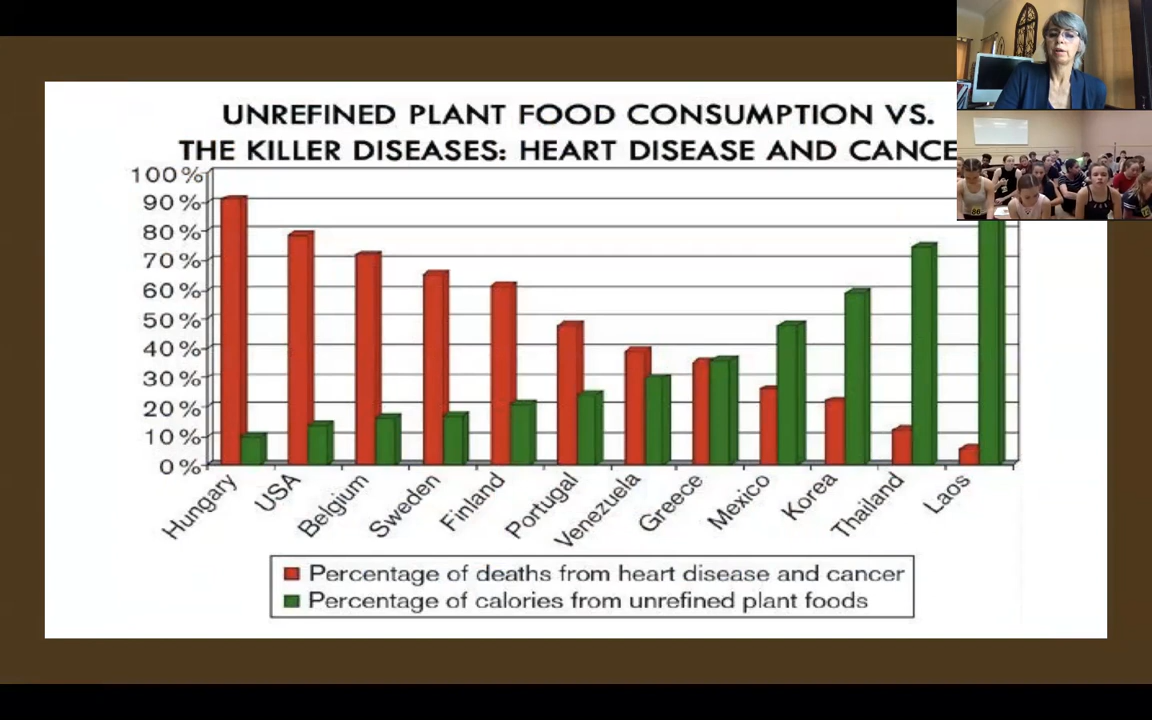 UNREFINED PLANT FOOD CONSUMPTION VS.
THE KILLER DISEASES: HEART DISEASE AND CANCE
100%
90%
80%
70%
60%
50%
40%
30%
20%
10%
0%
Hungary
USA
Belgium
Sweden
Finland
Portugal
Venezuela
Greece
Mexico
Korea
Thailand
Laos
Percentage of deaths from heart disease and cancer
Percentage of calories from unrefined plant foods